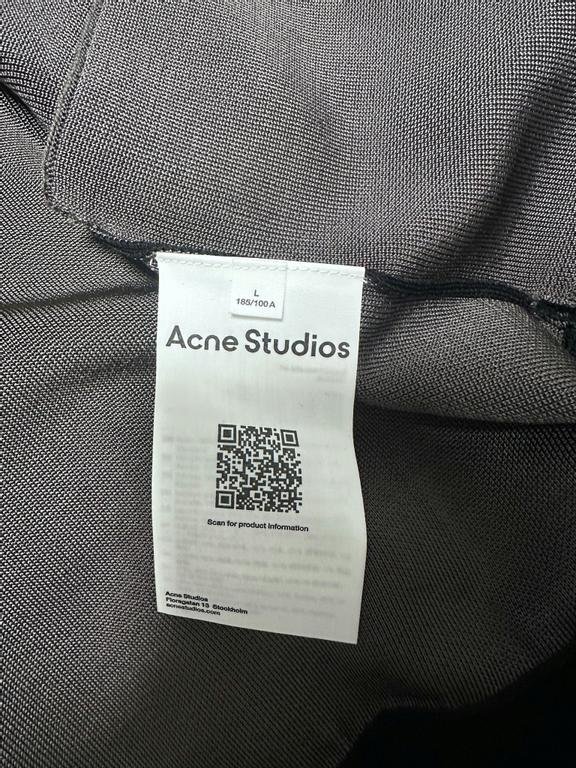 L
185/100A
Acne Studios
Scan for product information
Acne Studios
Floragatan 13 Stockholm
acnestudios.com